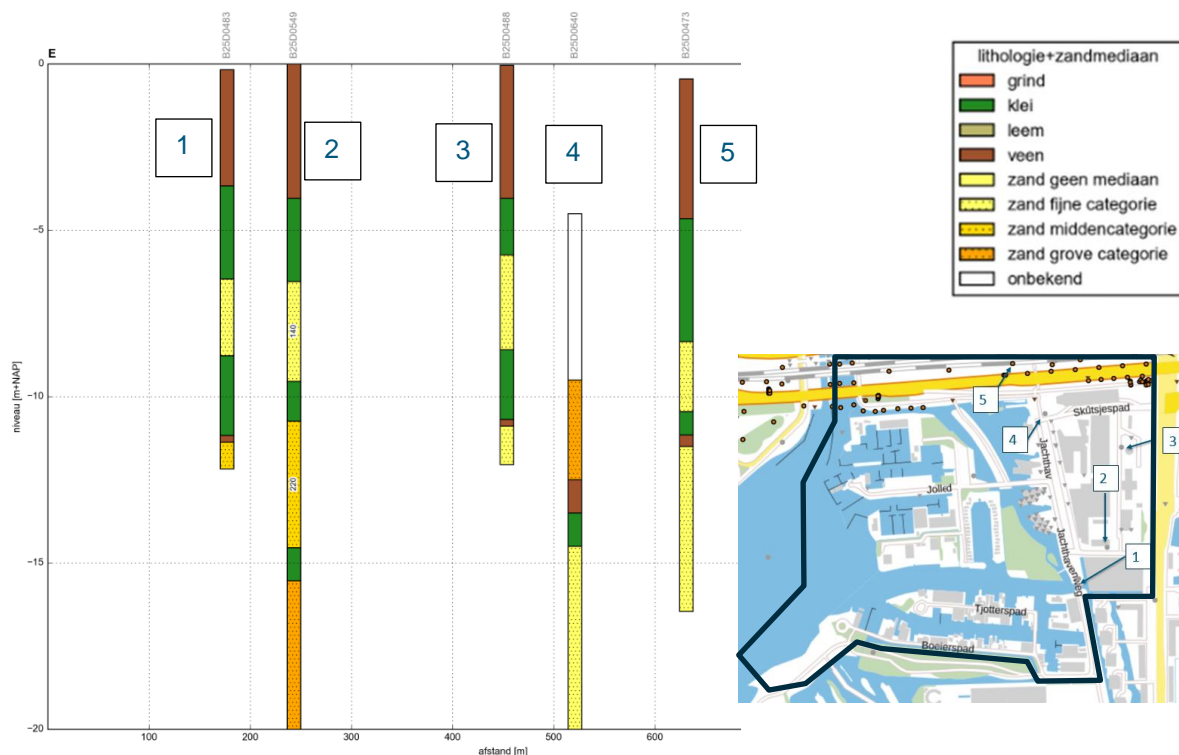 B25D0483
B25D0549
B25D0488
B25D0640
B25D0473
E
0
−5
−10
−15
−20
niveau [m+NAP]
1
2
3
4
5
140
220
100
200
300
400
500
600
afstand [m]
lithologie+zandmediaan
grind
klei
leem
veen
zand geen mediaan
zand fijne categorie
zand middencategorie
zand grove categorie
onbekend
5
4
Skûtsjespad
3
Jachthav
Jolled
2
1
Jachthavenweg
Tjotterspad
Boeierspad